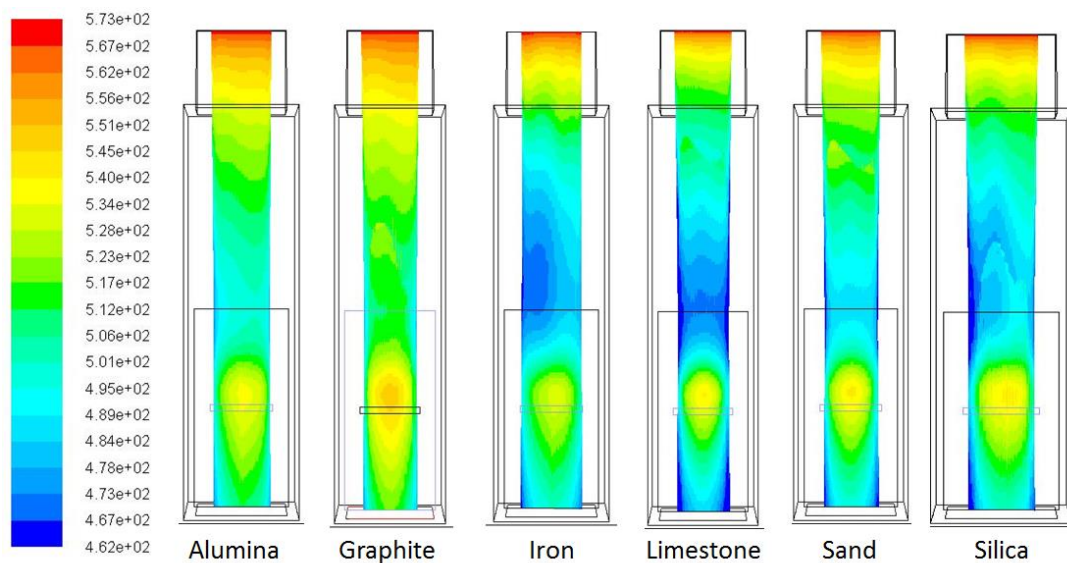 5.73e+02
5.67e+02
5.62e+02
5.56e+02
5.51e+02
5.45e+02
5.40e+02
5.34e+02
5.28e+02
5.23e+02
5.17e+02
5.12e+02
5.06e+02
5.01e+02
4.95e+02
4.89e+02
4.84e+02
4.78e+02
4.73e+02
4.67e+02
4.62e+02
Alumina Graphite Iron Limestone Sand Silica